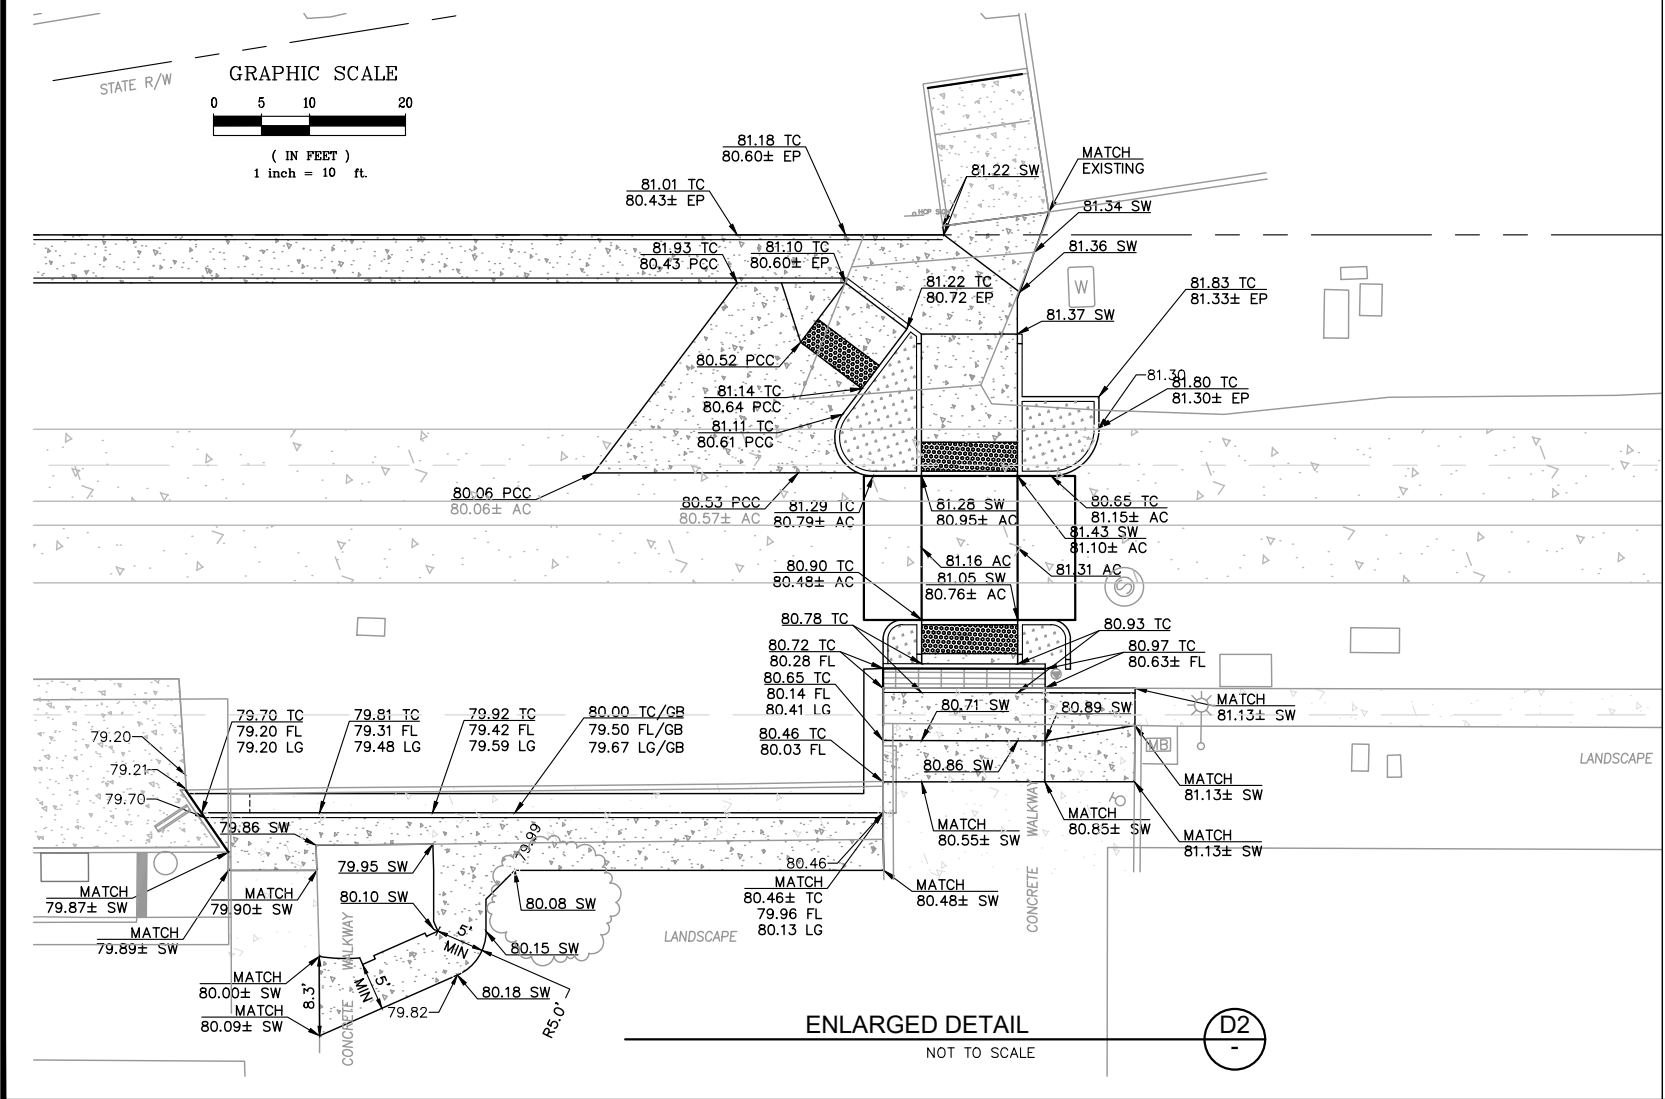 STATE R/W
GRAPHIC SCALE
0 5 10 20
( IN FEET )
1 inch = 10 ft.
81.18 TC
80.60± EP
81.01 TC
80.43± EP
81.93 TC
80.43 PCC
81.10 TC
80.60± EP
81.22 SW
MATCH
EXISTING
81.34 SW
81.36 SW
W
81.22 TC
80.72 EP
81.83 TC
81.33± EP
81.37 SW
81.30
81.80 TC
81.30± EP
80.52 PCC
81.14 TC
80.64 PCC
81.11 TC
80.61 PCC
80.06 PCC
80.06± AC
80.53 PCC
80.57± AC
81.29 TC
80.79± AC
81.28 SW
80.95± AC
80.65 TC
81.15± AC
81.43 SW
81.10± AC
81.16 AC
81.31 AC
81.05 SW
80.76± AC
80.90 TC
80.48± AC
S
80.78 TC
80.93 TC
80.72 TC
80.28 FL
80.97 TC
80.63± FL
80.65 TC
80.14 FL
80.41 LG
80.46 TC
80.03 FL
80.71 SW
80.89 SW
80.86 SW
MATCH
81.13± SW
MB
LANDSCAPE
MATCH
81.13± SW
MATCH
80.85± SW
MATCH
80.55± SW
MATCH
81.13± SW
79.20
79.21
79.70
79.70 TC
79.20 FL
79.20 LG
79.81 TC
79.31 FL
79.48 LG
79.92 TC
79.42 FL
79.59 LG
80.00 TC/GB
79.50 FL/GB
79.67 LG/GB
79.86 SW
79.95 SW
79.99
80.10 SW
80.08 SW
80.46
MATCH
80.46± TC
79.96 FL
80.13 LG
MATCH
80.48± SW
MATCH
79.87± SW
MATCH
79.90± SW
MATCH
79.89± SW
MATCH
80.00± SW
MATCH
80.09± SW
CONCRETE WALKWAY
8.3'
5'
MIN
5'
MIN
80.15 SW
80.18 SW
79.82
R5.0'
LANDSCAPE
CONCRETE WALKWAY
ENLARGED DETAIL
NOT TO SCALE
D2
-